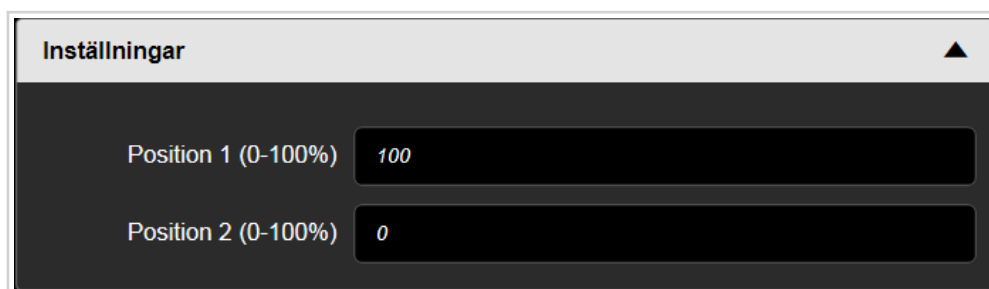 Inställningar
Position 1 (0-100%) 100
Position 2 (0-100%) 0